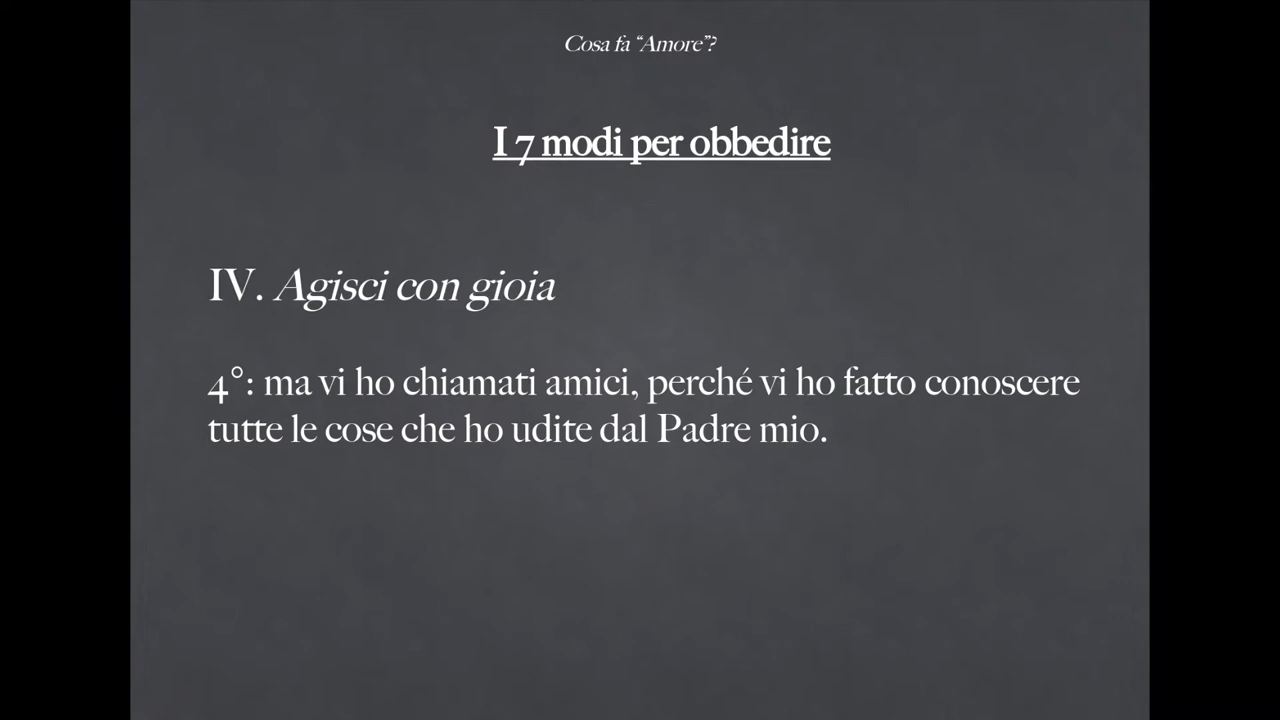 Cosa fa “Amore”?
I 7 modi per obbedire
IV. Agisci con gioia
4°: ma vi ho chiamati amici, perché vi ho fatto conoscere
tutte le cose che ho udite dal Padre mio.